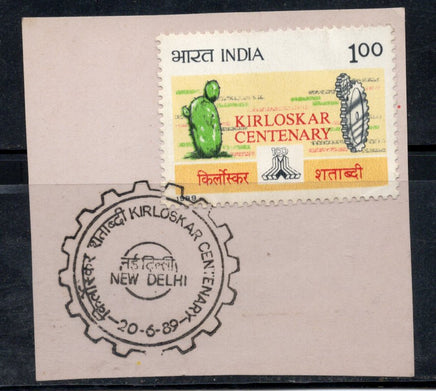 भारत INDIA 1.00
KIRLOSKAR
CENTENARY
किर्लोस्कर शताब्दी
1989
किर्लोस्कर शताब्दी KIRLOSKAR CENTENARY
नई दिल्ली
NEW DELHI
20-6-89